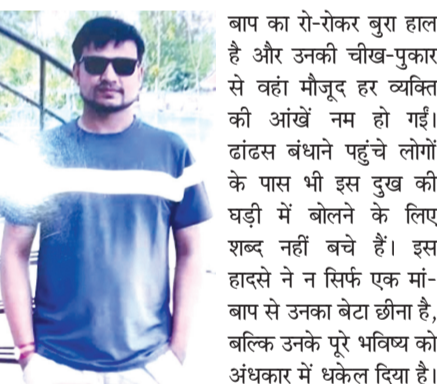 बाप का रो-रोकर बुरा हाल
है और उनकी चीख-पुकार
से वहां मौजूद हर व्यक्ति
की आंखें नम हो गईं।
ढांढस बंधाने पहुंचे लोगों
के पास भी इस दुख की
घड़ी में बोलने के लिए
शब्द नहीं बचे हैं। इस
हादसे ने न सिर्फ एक मां-
बाप से उनका बेटा छीना है,
बल्कि उनके पूरे भविष्य को
अंधकार में धकेल दिया है।